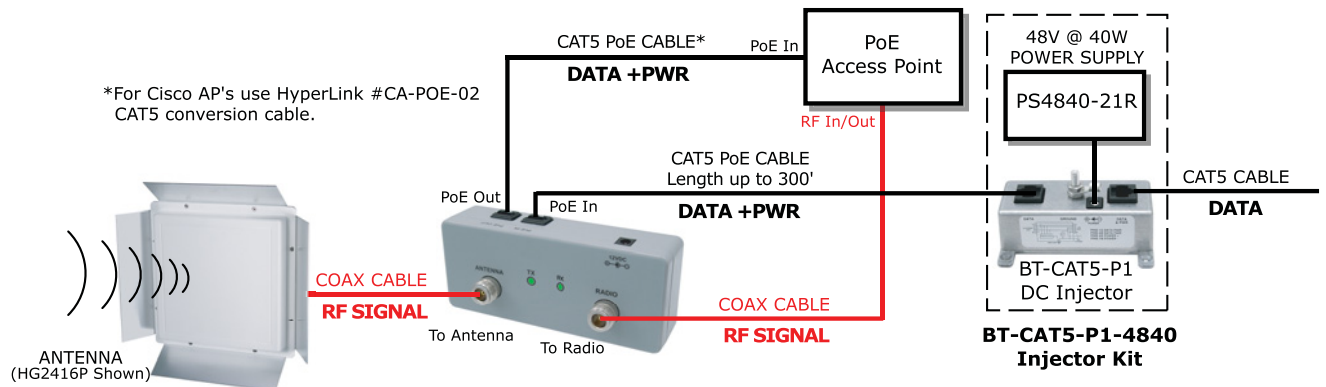 CAT5 PoE CABLE*
DATA +PWR
PoE In
PoE
Access Point
RF In/Out
48V @ 40W
POWER SUPPLY
PS4840-21R
*For Cisco AP's use HyperLink #CA-POE-02
CAT5 conversion cable.
CAT5 PoE CABLE
Length up to 300'
DATA +PWR
CAT5 CABLE
DATA
PoE Out
PoE In
12VDC
ANTENNA
TX
RX
RADIO
COAX CABLE
RF SIGNAL
COAX CABLE
RF SIGNAL
To Antenna
To Radio
BT-CAT5-P1
DC Injector
BT-CAT5-P1-4840
Injector Kit
ANTENNA
(HG2416P Shown)